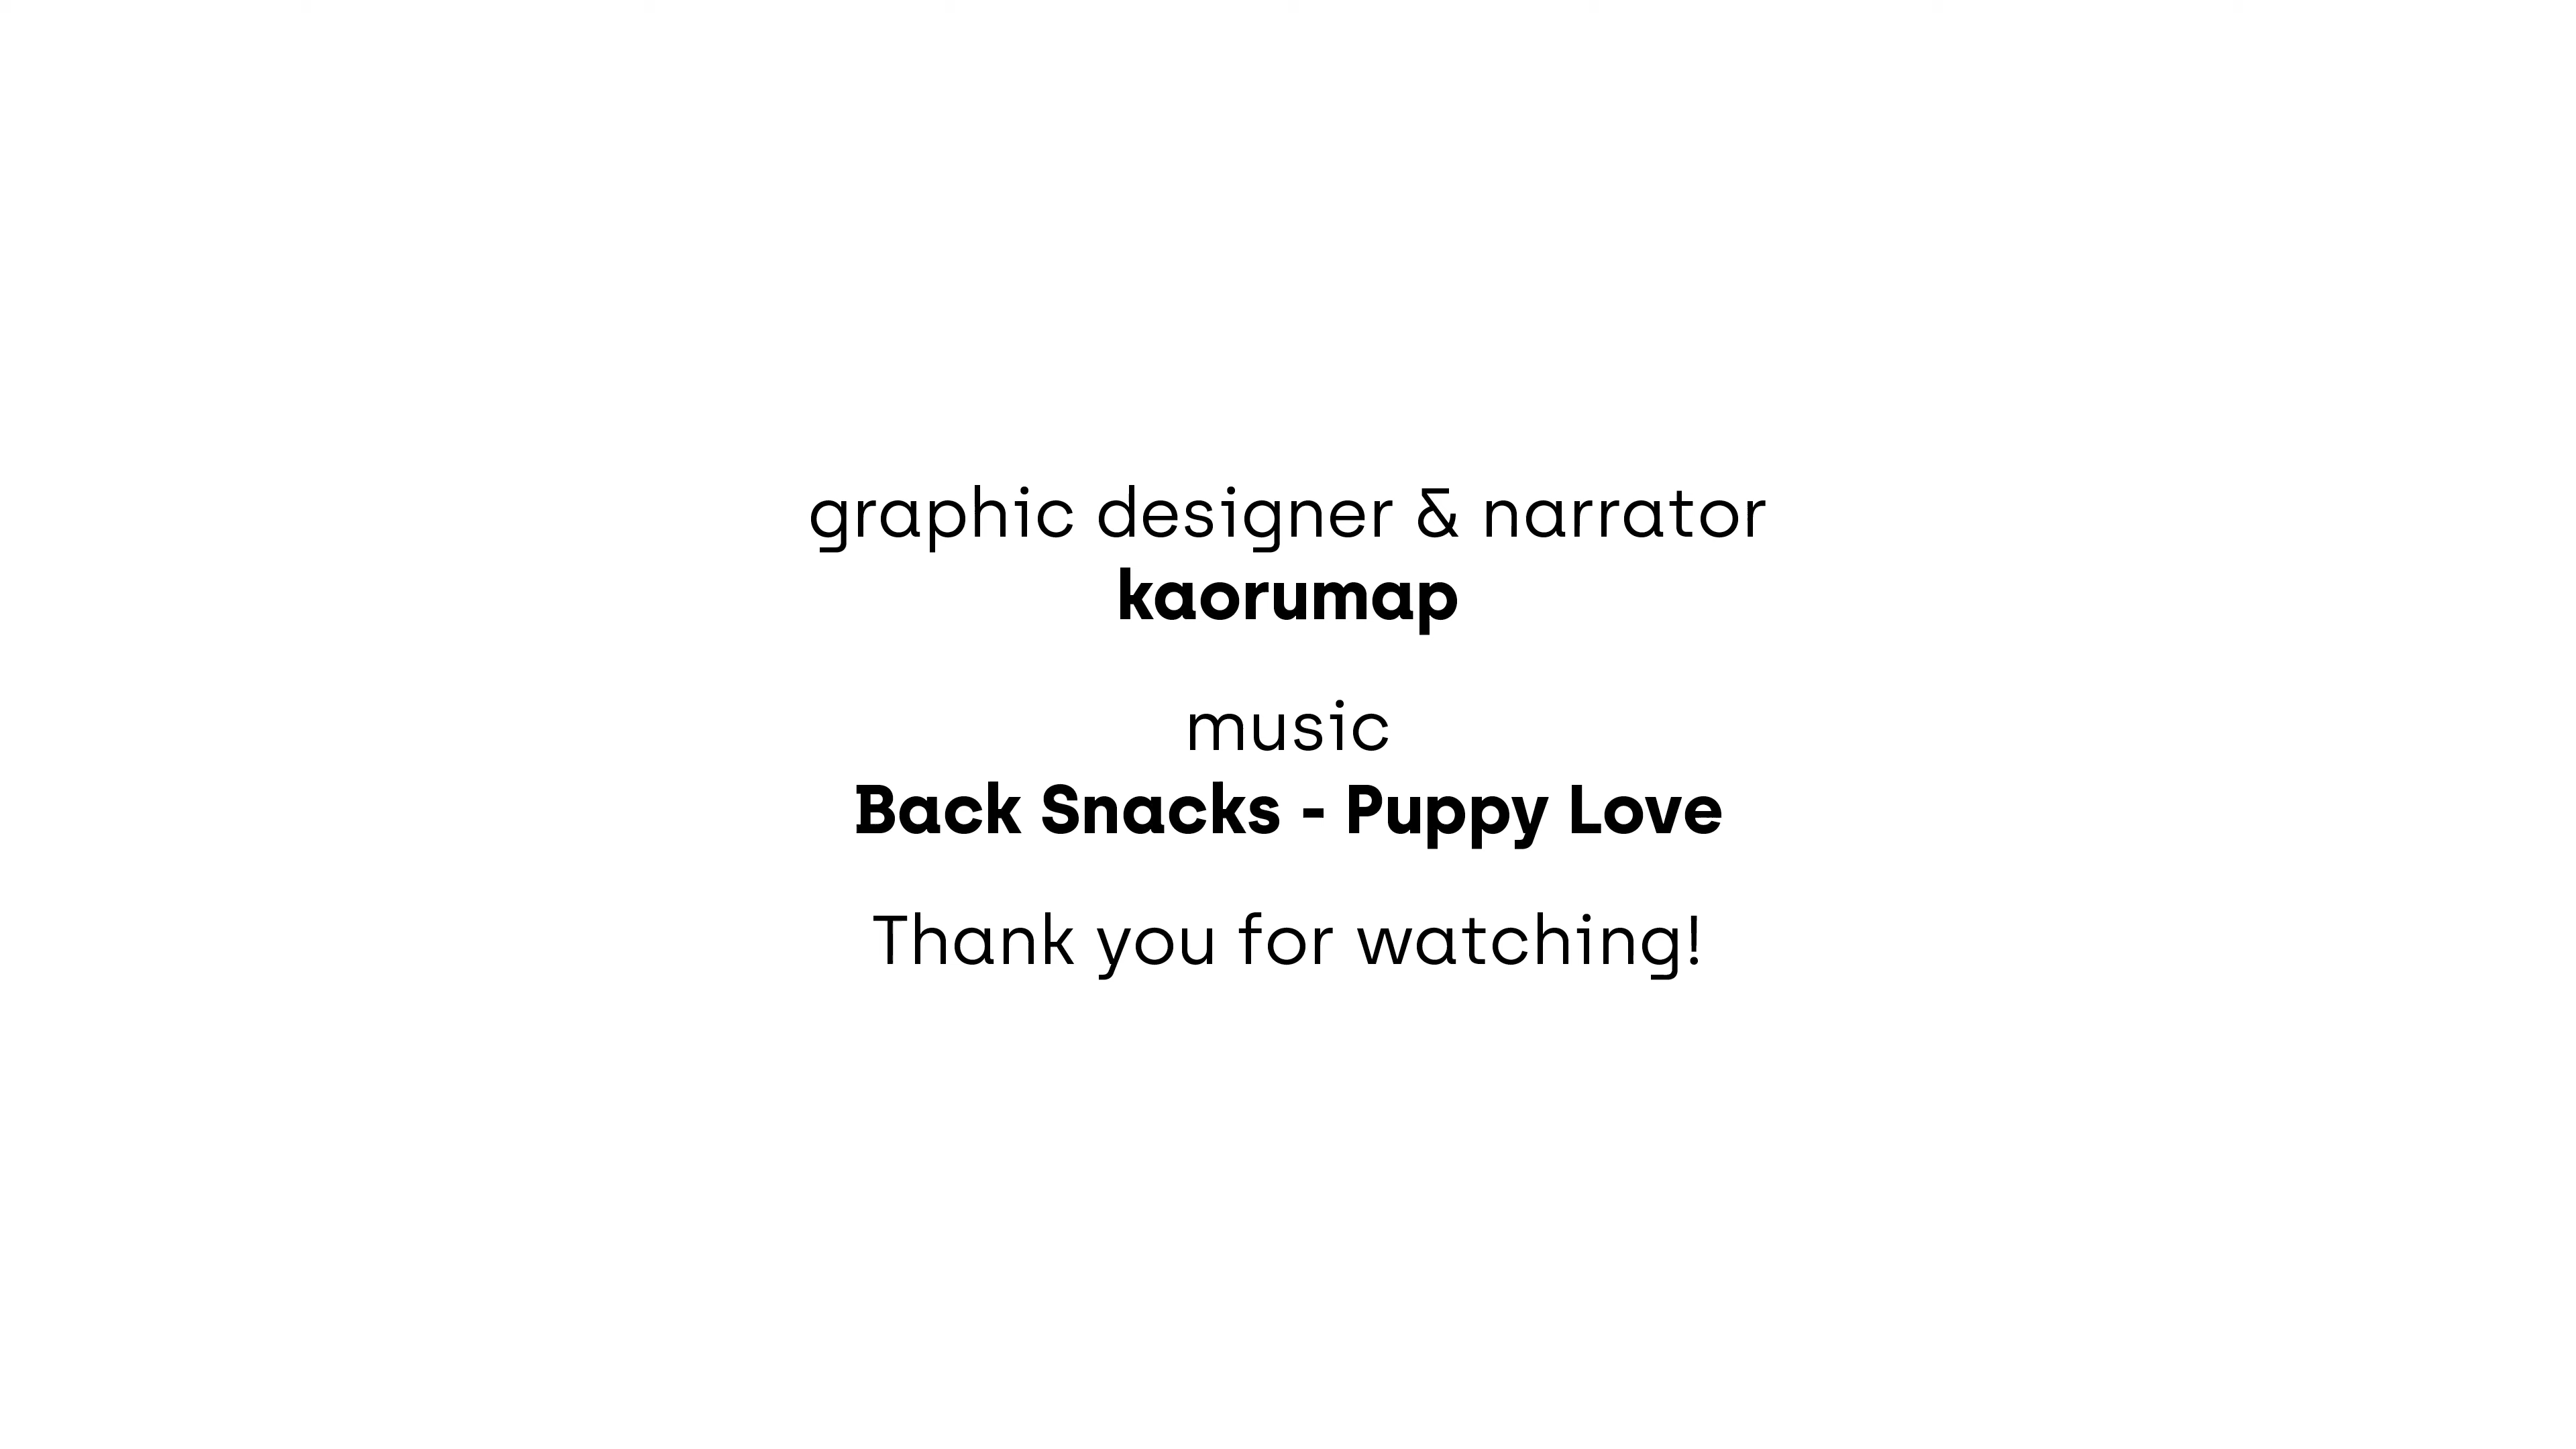 graphic designer & narrator
kaorumap
music
Back Snacks - Puppy Love
Thank you for watching!